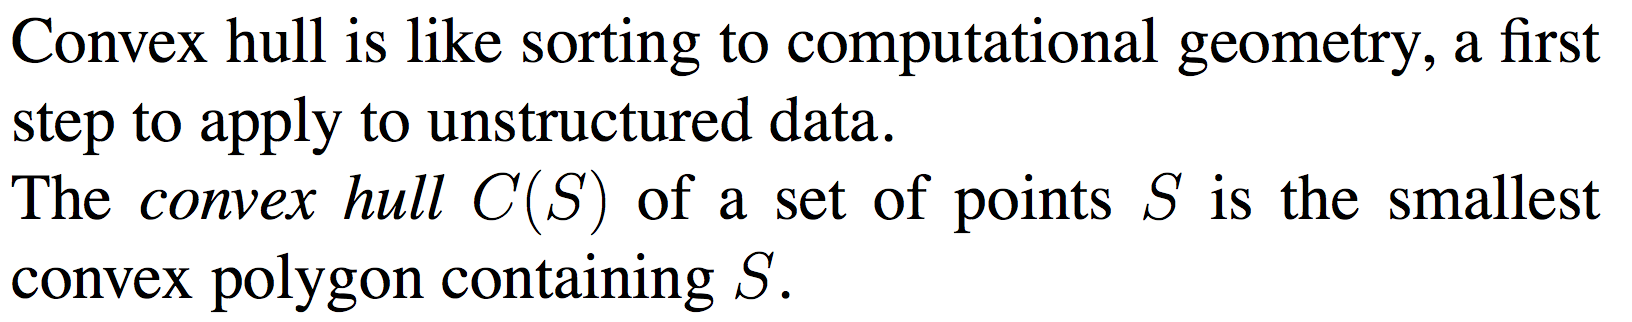 Convex hull is like sorting to computational geometry, a first
step to apply to unstructured data.
The convex hull C(S) of a set of points S is the smallest
convex polygon containing S.